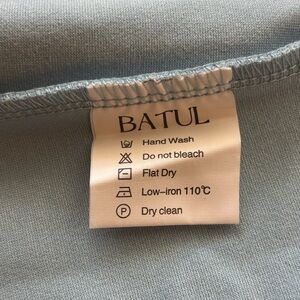 BATUL
Hand Wash
Do not bleach
Flat Dry
Low-iron 110℃
P Dry clean